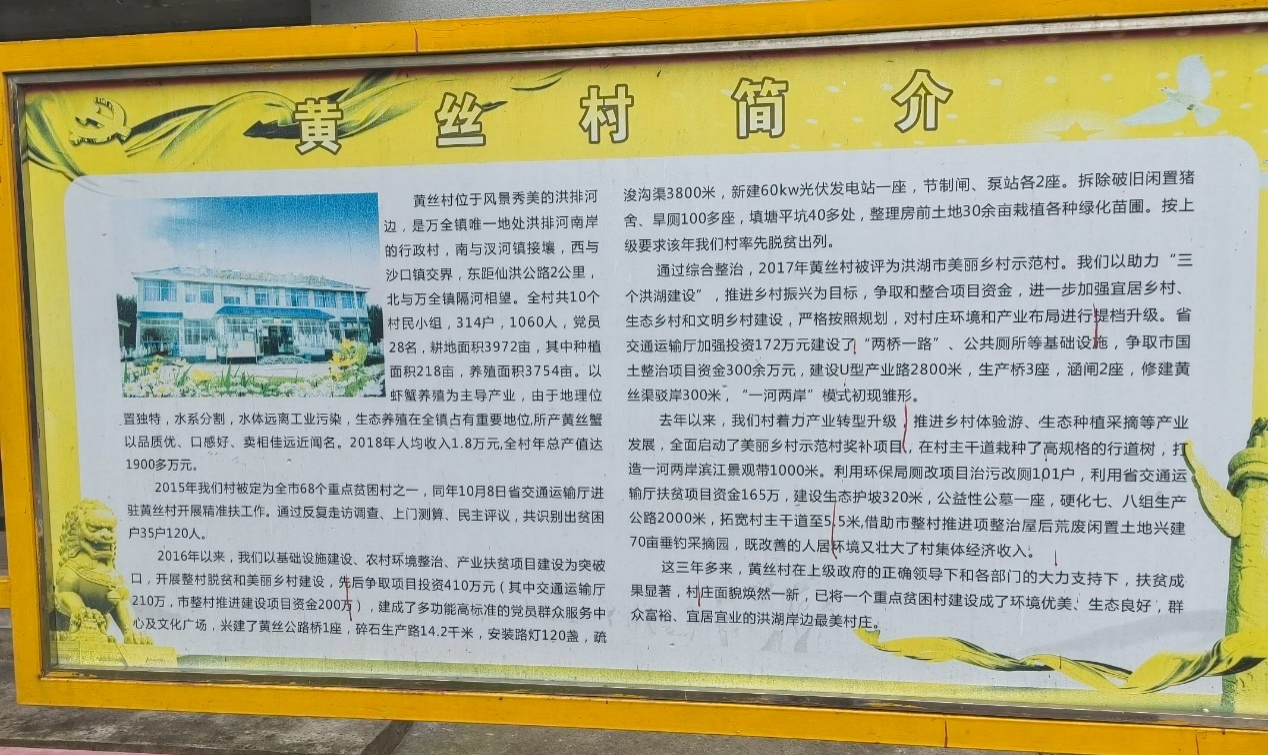 黄丝村简介
黄丝村位于风景秀美的洪排河
边，是万全镇唯一地处洪排河南岸
的行政村，南与汊河镇接壤，西与
沙口镇交界，东距仙洪公路2公里，
北与万全镇隔河相望。全村共10个
村民小组，314户，1060人，党员
28名，耕地面积3972亩，其中种植
面积218亩，养殖面积3754亩。以
虾蟹养殖为主导产业，由于地理位
置独特，水系分割，水体远离工业污染，生态养殖在全镇占有重要地位,所产黄丝蟹
以品质优、口感好、卖相佳远近闻名。2018年人均收入1.8万元,全村年总产值达
1900多万元。
2015年我们村被定为全市68个重点贫困村之一，同年10月8日省交通运输厅进
驻黄丝村开展精准扶工作。通过反复走访调查、上门测算、民主评议，共识别出贫困
户35户120人。
2016年以来，我们以基础设施建设、农村环境整治、产业扶贫项目建设为突破
口，开展整村脱贫和美丽乡村建设，先后争取项目投资410万元（其中交通运输厅
210万，市整村推进建设项目资金200万），建成了多功能高标准的党员群众服务中
心及文化广场，米建了黄丝公路桥1座，碎石生产路14.2千米，安装路灯120盏，疏
浚沟渠3800米，新建60kw光伏发电站一座，节制闸、泵站各2座。拆除破旧闲置猪
舍、旱厕100多座，填塘平坑40多处，整理房前土地30余亩栽植各种绿化苗圃。按上
级要求该年我们村率先脱贫出列。
通过综合整治，2017年黄丝村被评为洪湖市美丽乡村示范村。我们以助力“三
个洪湖建设”，推进乡村振兴为目标，争取和整合项目资金，进一步加强宜居乡村、
生态乡村和文明乡村建设，严格按照规划，对村庄环境和产业布局进行提档升级。省
交通运输厅加强投资172万元建设了“两桥一路”、公共厕所等基础设施，争取市国
土整治项目资金300余万元，建设U型产业路2800米，生产桥3座，涵闸2座，修建黄
丝渠驳岸300米，“一河两岸”模式初现雏形。
去年以来，我们村着力产业转型升级，推进乡村体验游、生态种植采摘等产业
发展，全面启动了美丽乡村示范村奖补项目，在村主干道栽种了高规格的行道树，打
造一河两岸滨江景观带1000米。利用环保局厕改项目治污改厕101户，利用省交通运
输厅扶贫项目资金165万，建设生态护坡320米，公益性公墓一座，硬化七、八组生产
公路2000米，拓宽村主干道至5.5米,借助市整村推进项整治屋后荒废闲置土地兴建
70亩垂钓采摘园，既改善的人居环境又壮大了村集体经济收入。
这三年多来，黄丝村在上级政府的正确领导下和各部门的大力支持下，扶贫成
果显著，村庄面貌焕然一新，已将一个重点贫困村建设成了环境优美、生态良好，群
众富裕、宜居宜业的洪湖岸边最美村庄。